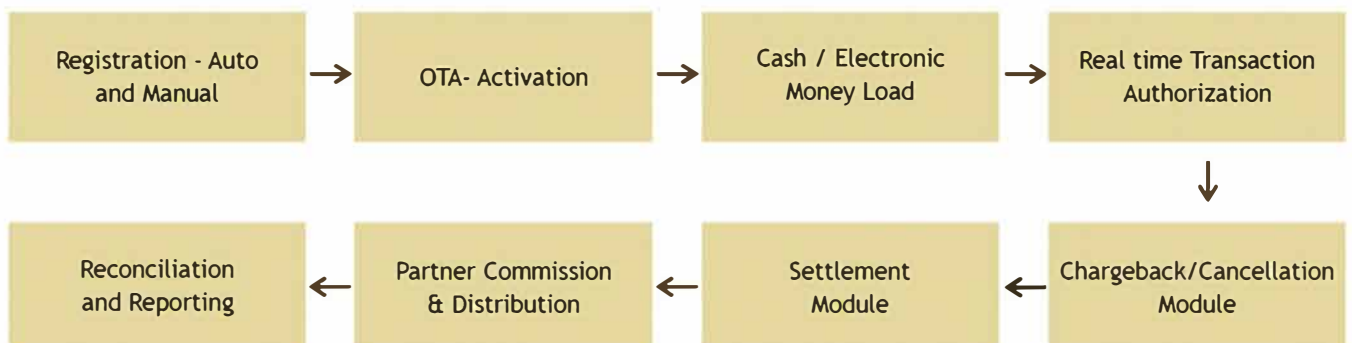 Registration - Auto
and Manual
OTA- Activation
Cash / Electronic
Money Load
Real time Transaction
Authorization
Reconciliation
and Reporting
Partner Commission
& Distribution
Settlement
Module
Chargeback/Cancellation
Module